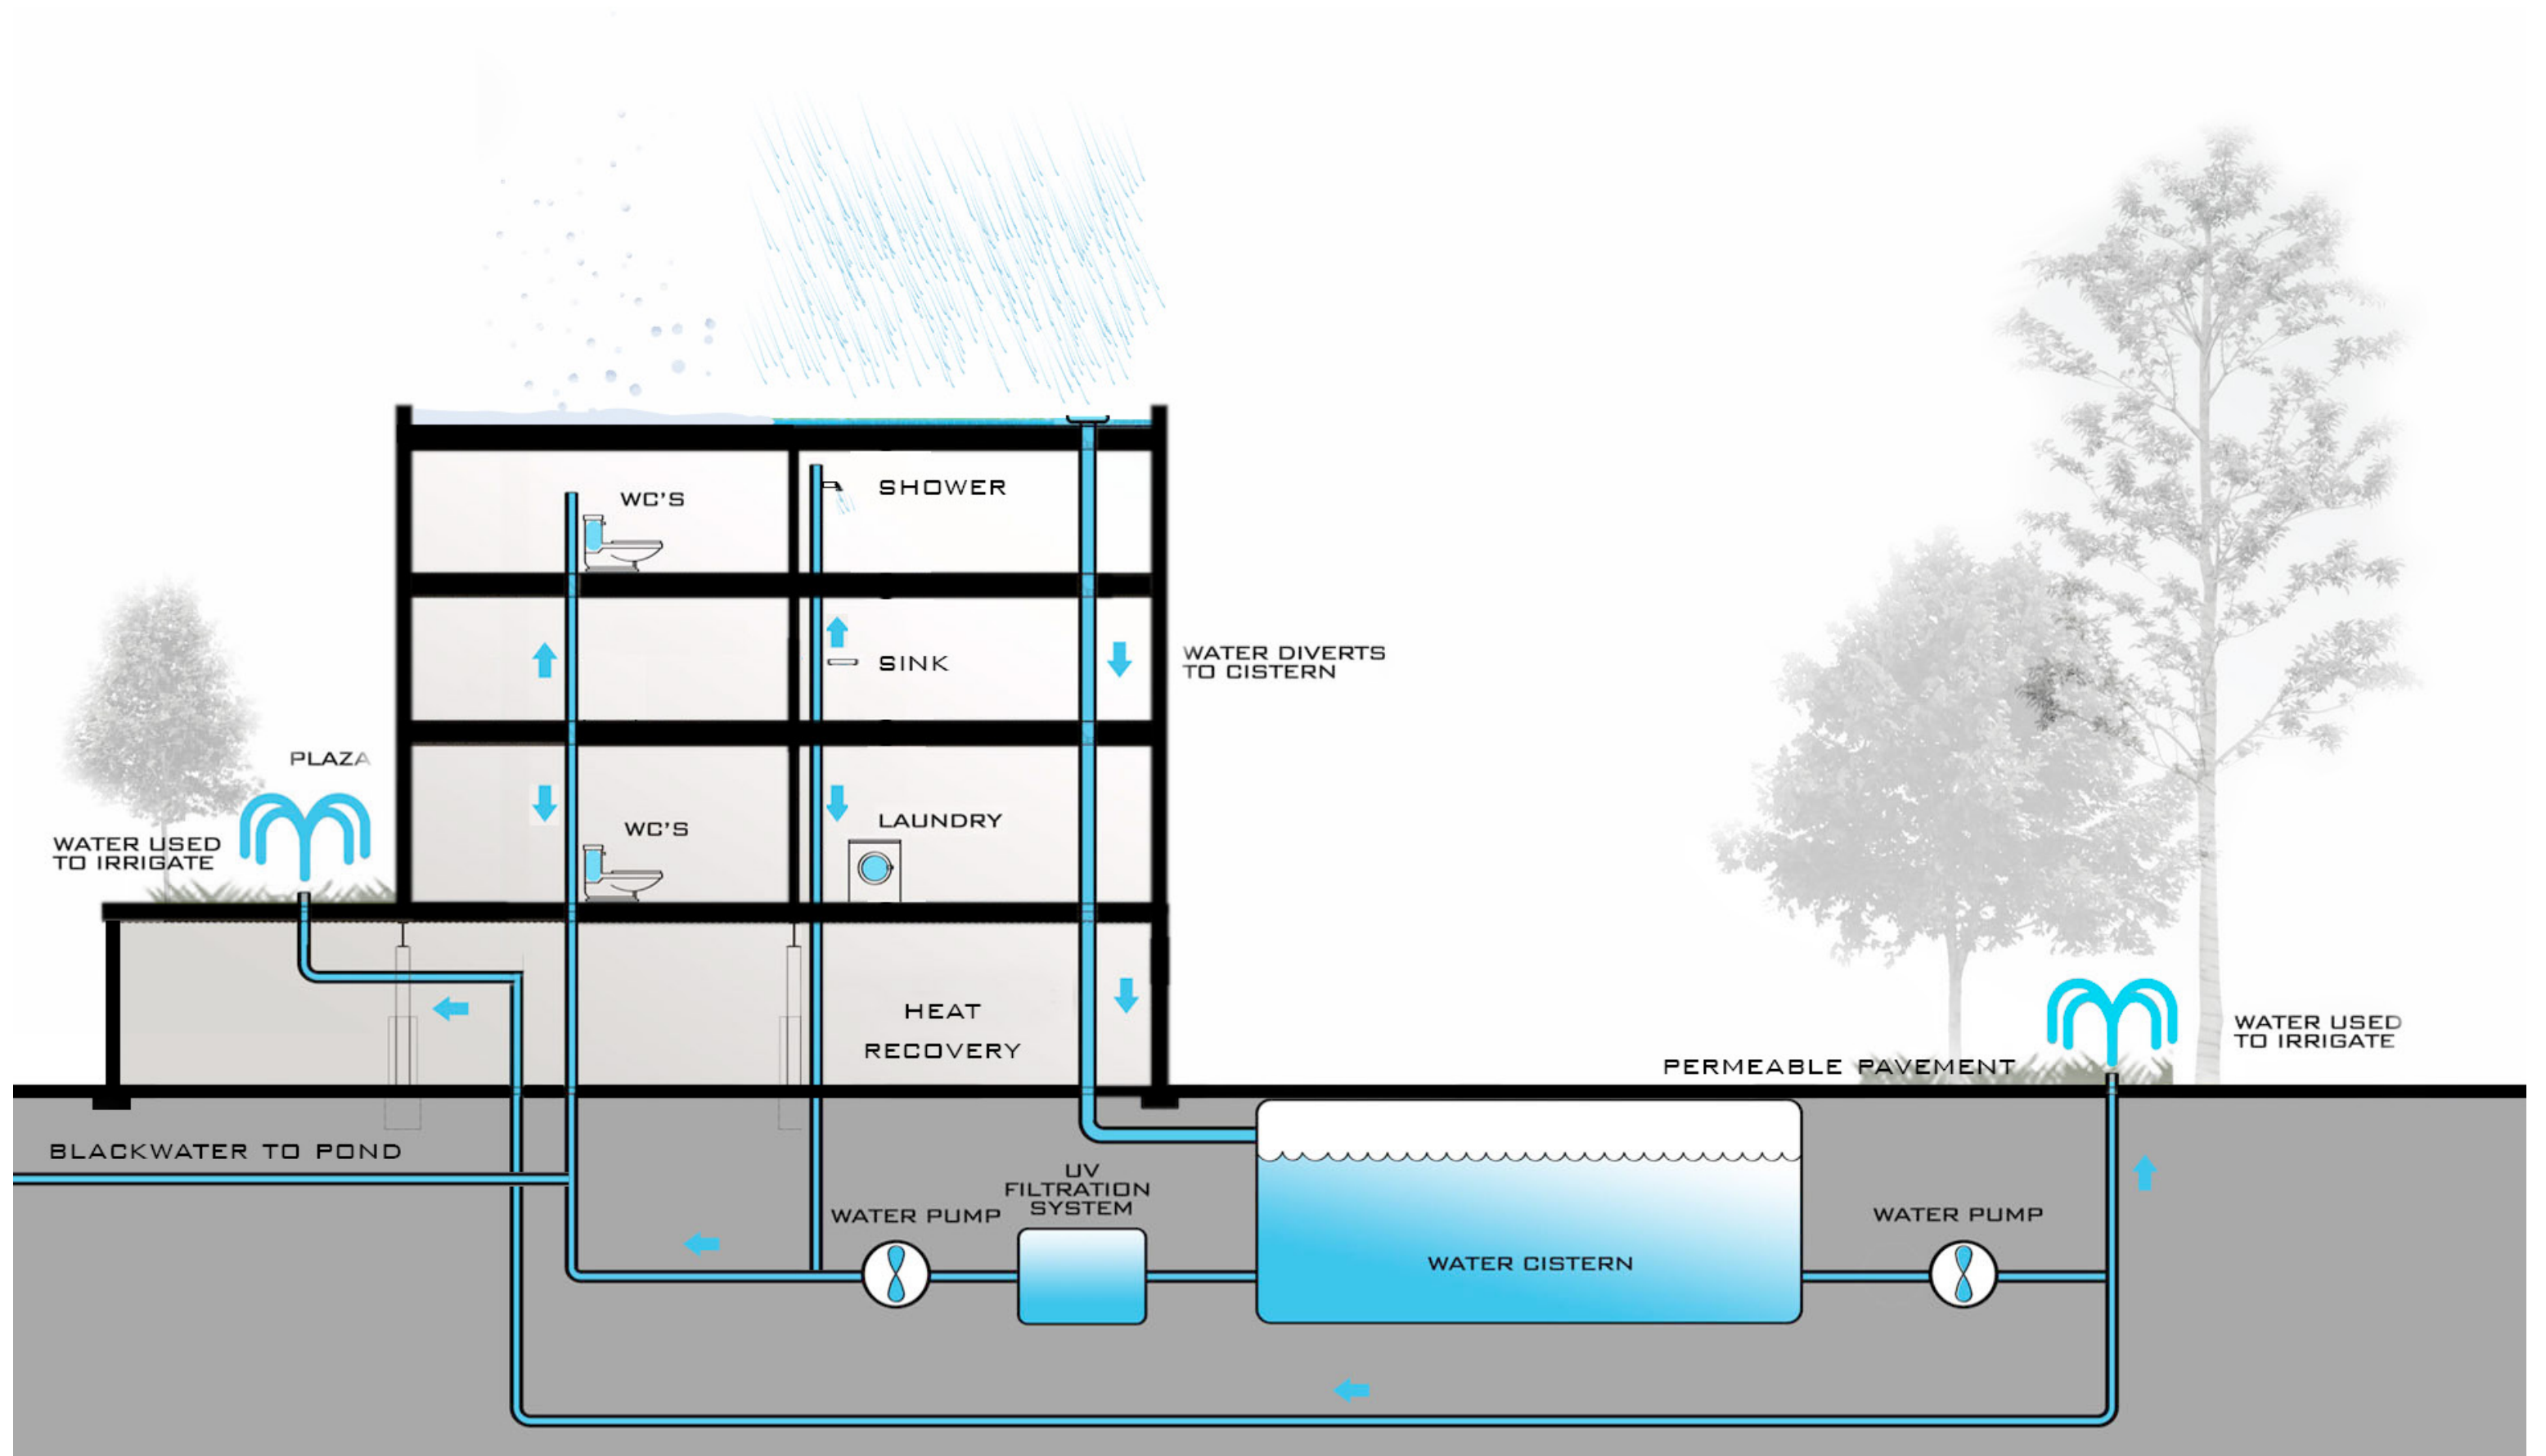 WC'S
SHOWER
SINK
WATER DIVERTS
TO CISTERN
PLAZA
WATER USED
TO IRRIGATE
WC'S
LAUNDRY
HEAT
RECOVERY
WATER USED
TO IRRIGATE
PERMEABLE PAVEMENT
BLACKWATER TO POND
UV
FILTRATION
SYSTEM
WATER PUMP
WATER CISTERN
WATER PUMP